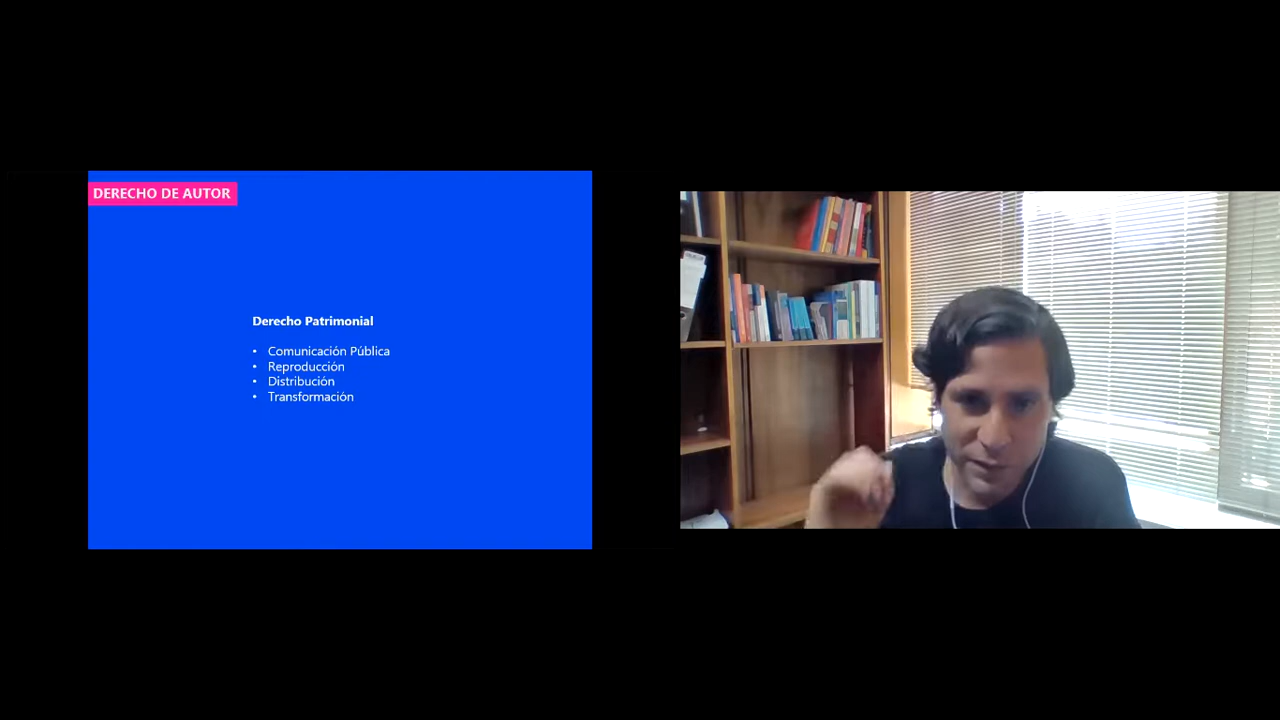 DERECHO DE AUTOR
Derecho Patrimonial
• Comunicación Pública
• Reproducción
• Distribución
• Transformación